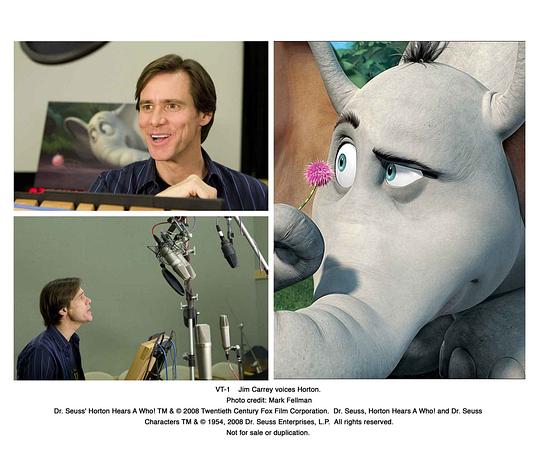 VT-1 Jim Carrey voices Horton.
Photo credit: Mark Fellman
Dr. Seuss' Horton Hears A Who! TM & © 2008 Twentieth Century Fox Film Corporation. Dr. Seuss, Horton Hears A Who! and Dr. Seuss
Characters TM & © 1954, 2008 Dr. Seuss Enterprises, L.P. All rights reserved.
Not for sale or duplication.